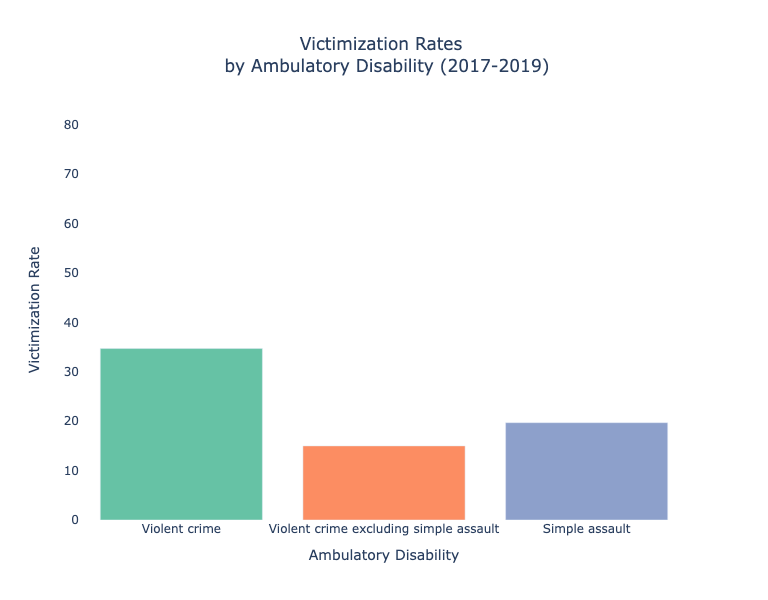 Victimization Rates
by Ambulatory Disability (2017-2019)
80
70
60
50
40
30
20
10
0
Victimization Rate
Violent crime
Violent crime excluding simple assault
Simple assault
Ambulatory Disability